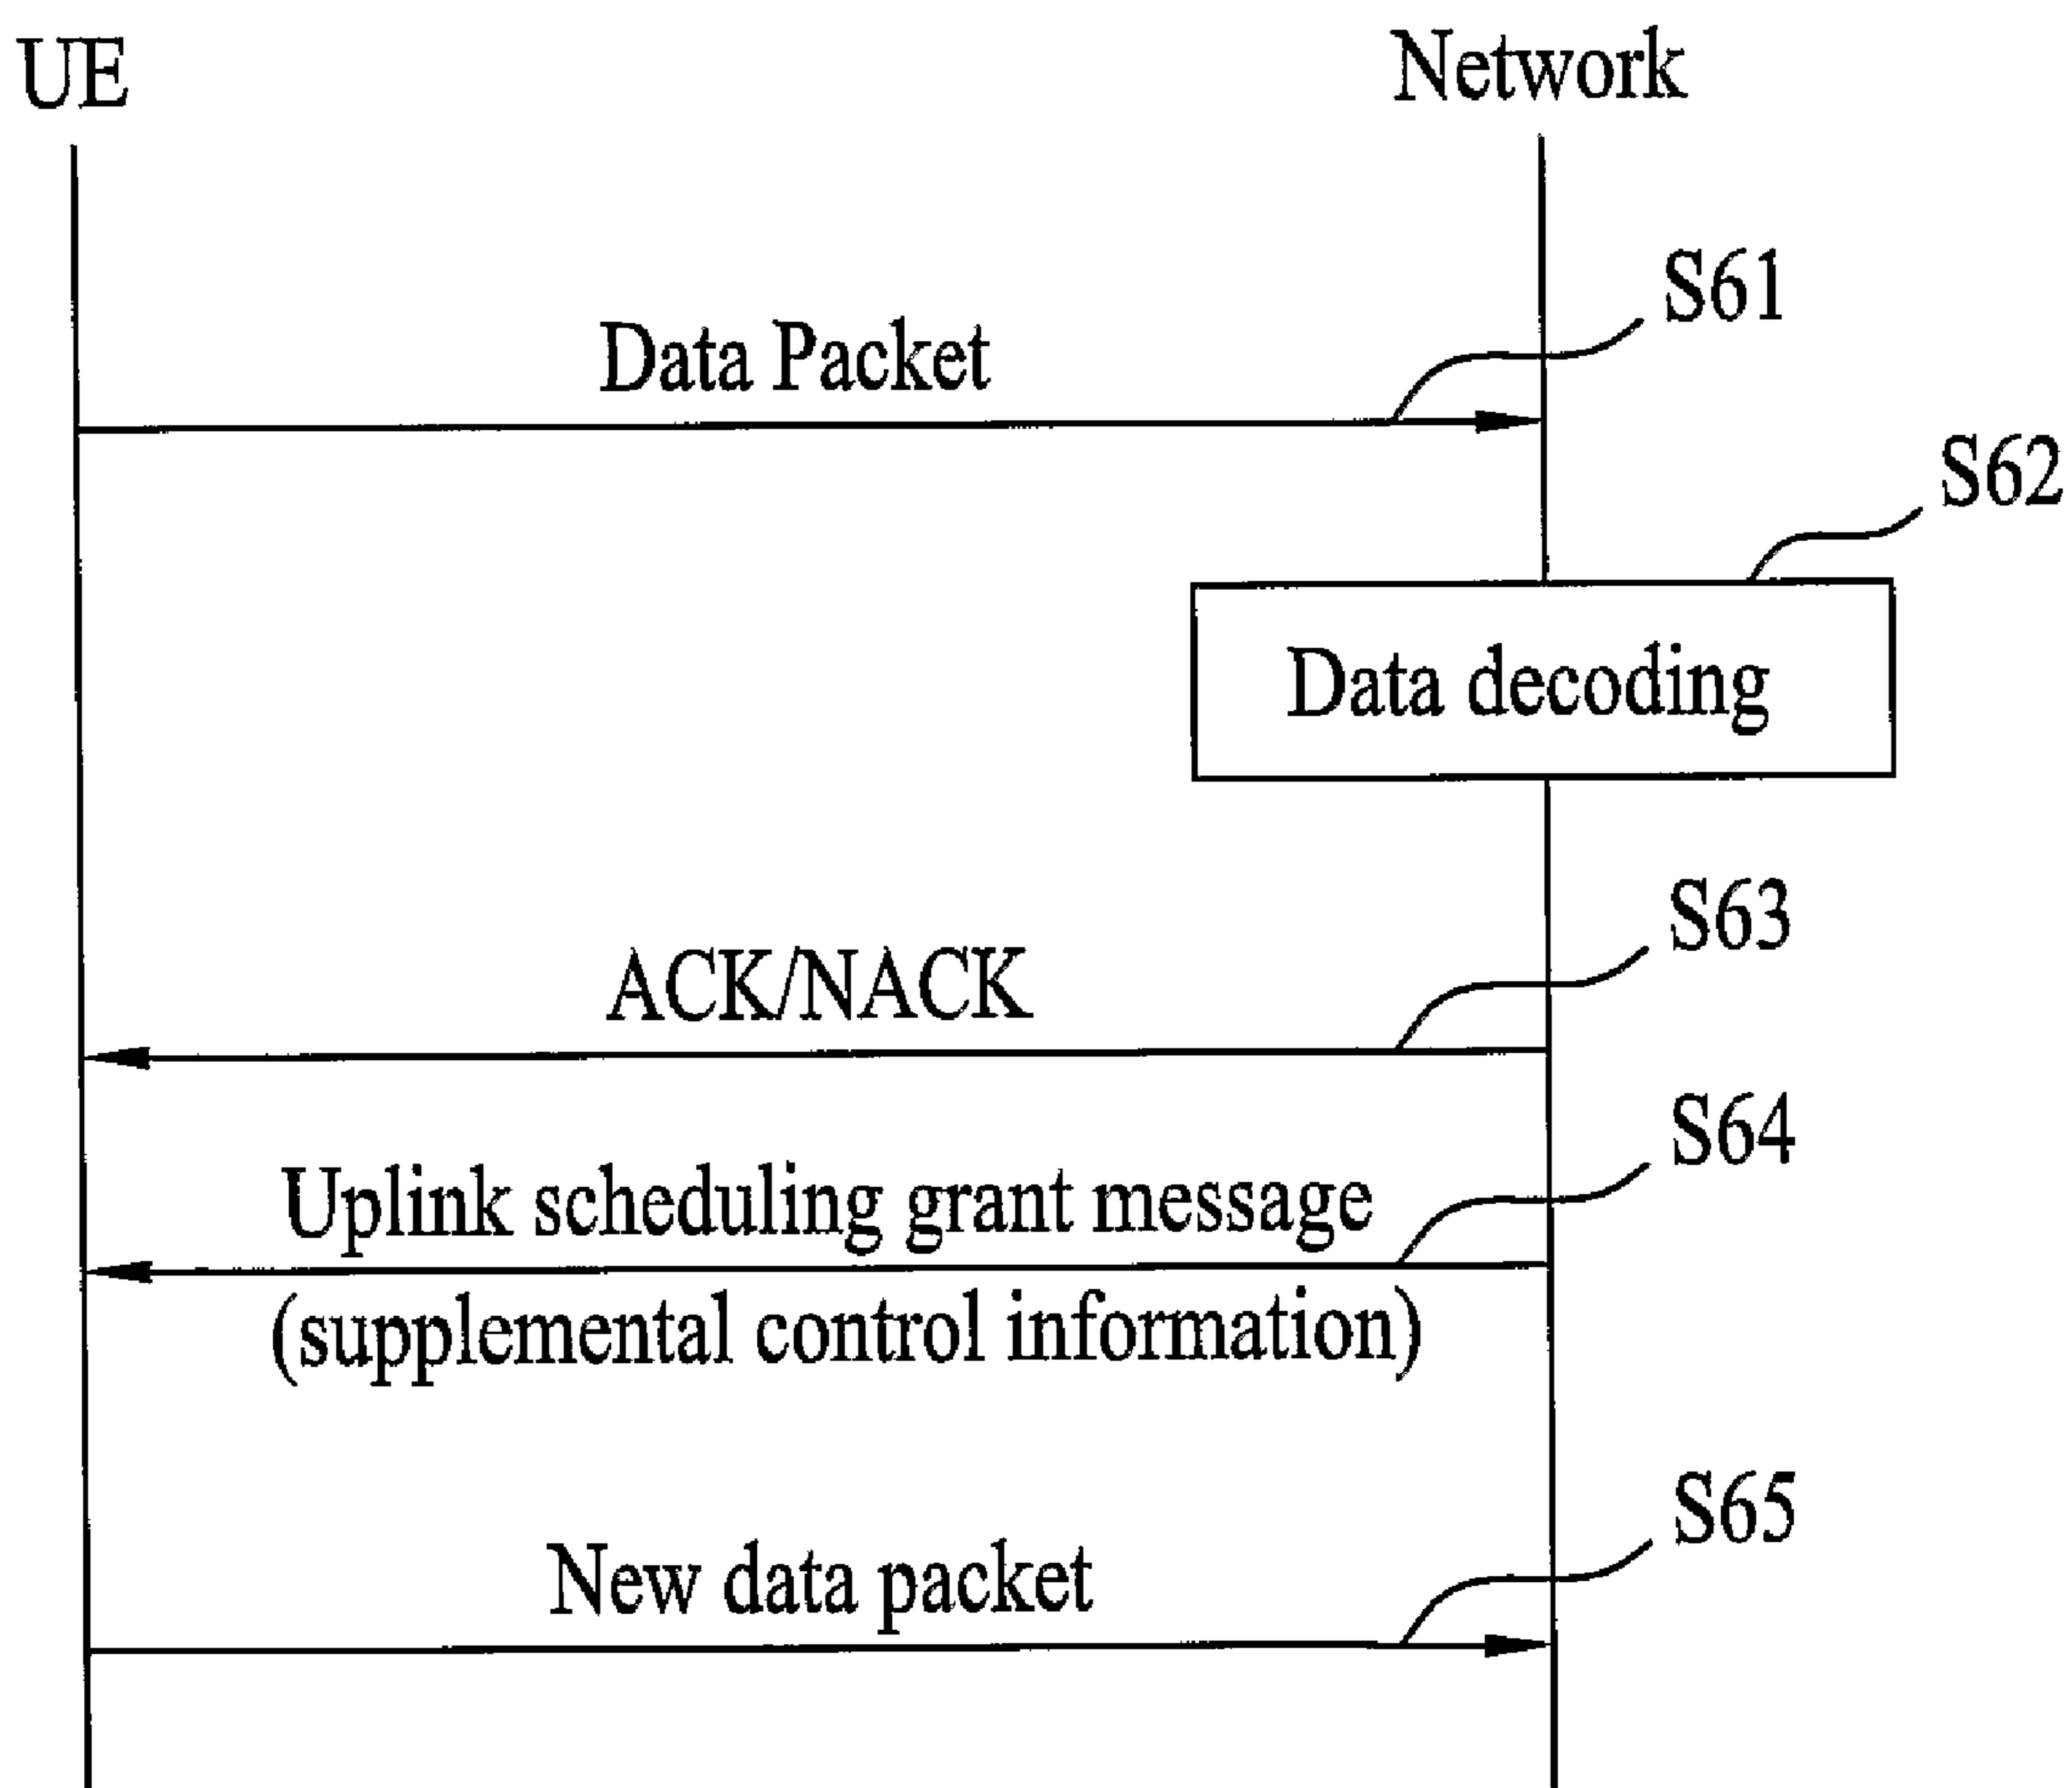 UE
Network
S61
Data Packet
S62
Data decoding
S63
ACK/NACK
S64
Uplink scheduling grant message
(supplemental control information)
S65
New data packet